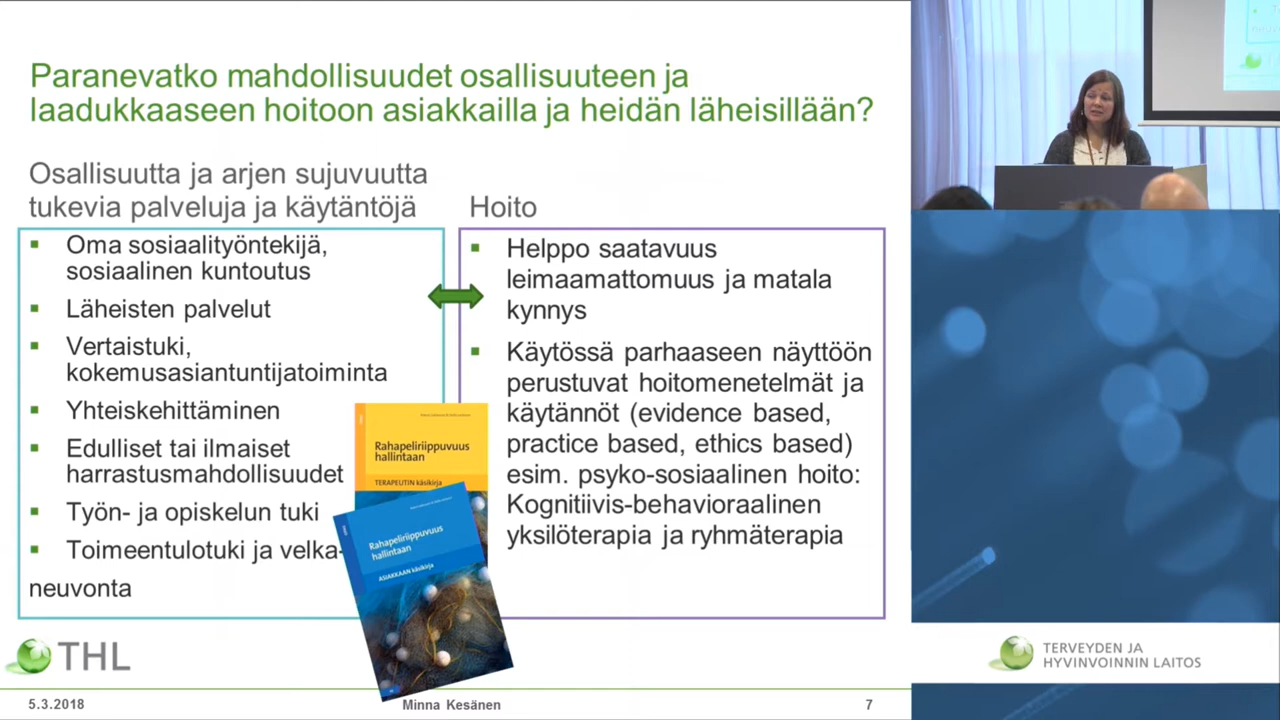 Paranevatko mahdollisuudet osallisuuteen ja
laadukkaaseen hoitoon asiakkailla ja heidän läheisillään?
Osallisuutta ja arjen sujuvuutta
tukevia palveluja ja käytäntöjä
Oma sosiaalityöntekijä,
sosiaalinen kuntoutus
Läheisten palvelut
Vertaistuki,
kokemusasiantuntijatoiminta
Yhteiskehittäminen
Edulliset tai ilmaiset
harrastusmahdollisuudet
Työn- ja opiskelun tuki
Toimeentulotuki ja velka-
neuvonta
Hoito
Helppo saatavuus
leimaamattomuus ja matala
kynnys
Käytössä parhaaseen näyttöön
perustuvat hoitomenetelmät ja
käytännöt (evidence based,
practice based, ethics based)
esim. psyko-sosiaalinen hoito:
Kognitiivis-behavioraalinen
yksilöterapia ja ryhmäterapia
Rahapeliriippuvuus
hallintaan
TERAPEUTIN käsikirja
Rahapeliriippuvuus
hallintaan
ASIAKKAAN käsikirja
THL
5.3.2018
Minna Kesänen
7
TERVEYDEN JA
HYVINVOINNIN LAITOS